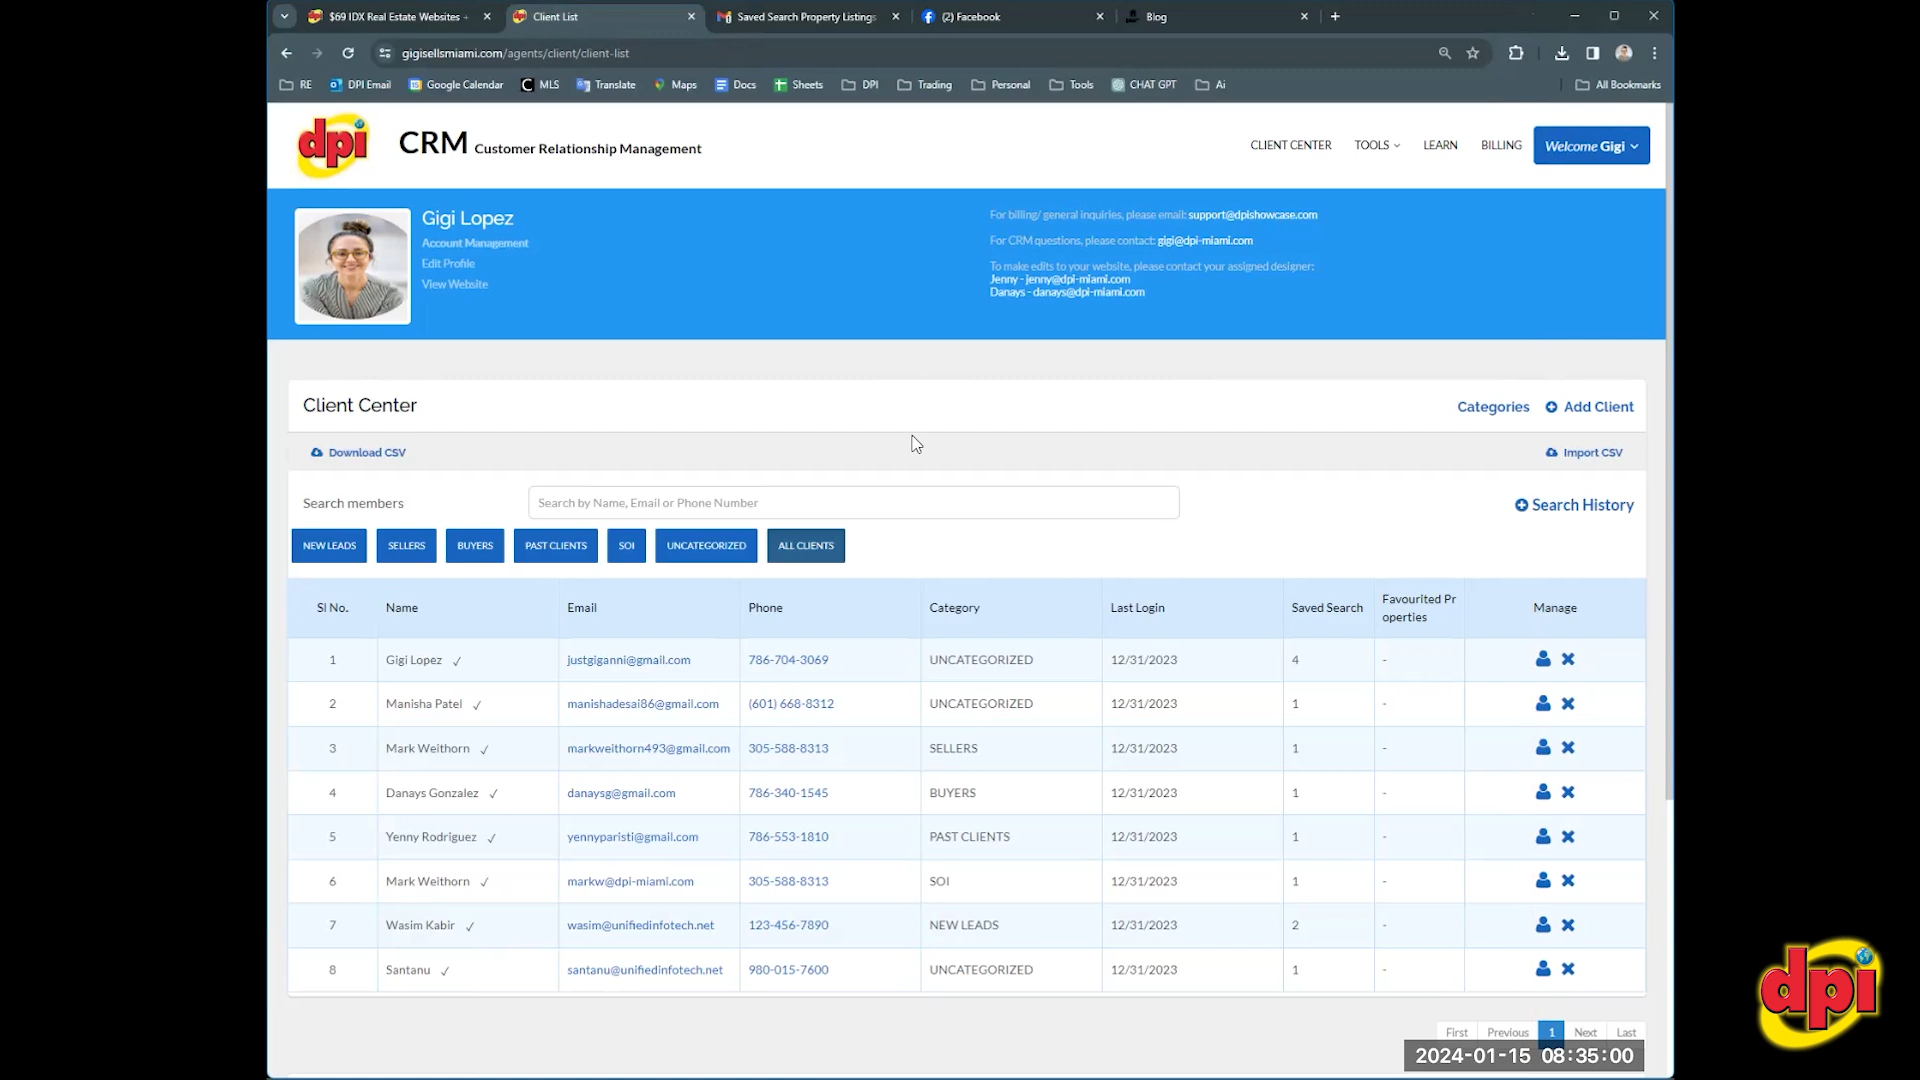 $69 IDX Real Estate Websites +
Client List
Saved Search Property Listings
(2) Facebook
Blog
gigisellsmiami.com/agents/client/client-list
RE
DPI Email
Google Calendar
MLS
Translate
Maps
Docs
Sheets
DPI
Trading
Personal
Tools
CHAT GPT
Ai
All Bookmarks
dpi
CRM Customer Relationship Management
CLIENT CENTER
TOOLS
LEARN
BILLING
Welcome Gigi
Gigi Lopez
Account Management
Edit Profile
View Website
For billing/ general inquiries, please email: support@dpishowcase.com
For CRM questions, please contact: gigi@dpi-miami.com
To make edits to your website, please contact your assigned designer:
Jenny - jenny@dpi-miami.com
Danays - danays@dpi-miami.com
Client Center
Categories
Add Client
Download CSV
Import CSV
Search members
Search by Name, Email or Phone Number
Search History
NEW LEADS
SELLERS
BUYERS
PAST CLIENTS
SOI
UNCATEGORIZED
ALL CLIENTS
Sl No. Name Email Phone Category Last Login Saved Search Favourited Pr
operties Manage
1 Gigi Lopez ✓ justgiganni@gmail.com 786-704-3069 UNCATEGORIZED 12/31/2023 4 -
2 Manisha Patel ✓ manishadesai86@gmail.com (601) 668-8312 UNCATEGORIZED 12/31/2023 1 -
3 Mark Weithorn ✓ markweithorn493@gmail.com 305-588-8313 SELLERS 12/31/2023 1 -
4 Danays Gonzalez ✓ danaysg@gmail.com 786-340-1545 BUYERS 12/31/2023 1 -
5 Yenny Rodriguez ✓ yennyparisti@gmail.com 786-553-1810 PAST CLIENTS 12/31/2023 1 -
6 Mark Weithorn ✓ markw@dpi-miami.com 305-588-8313 SOI 12/31/2023 1 -
7 Wasim Kabir ✓ wasim@unifiedinfotech.net 123-456-7890 NEW LEADS 12/31/2023 2 -
8 Santanu ✓ santanu@unifiedinfotech.net 980-015-7600 UNCATEGORIZED 12/31/2023 1 -
First Previous 1 Next Last
2024-01-15 08:35:00
dpi